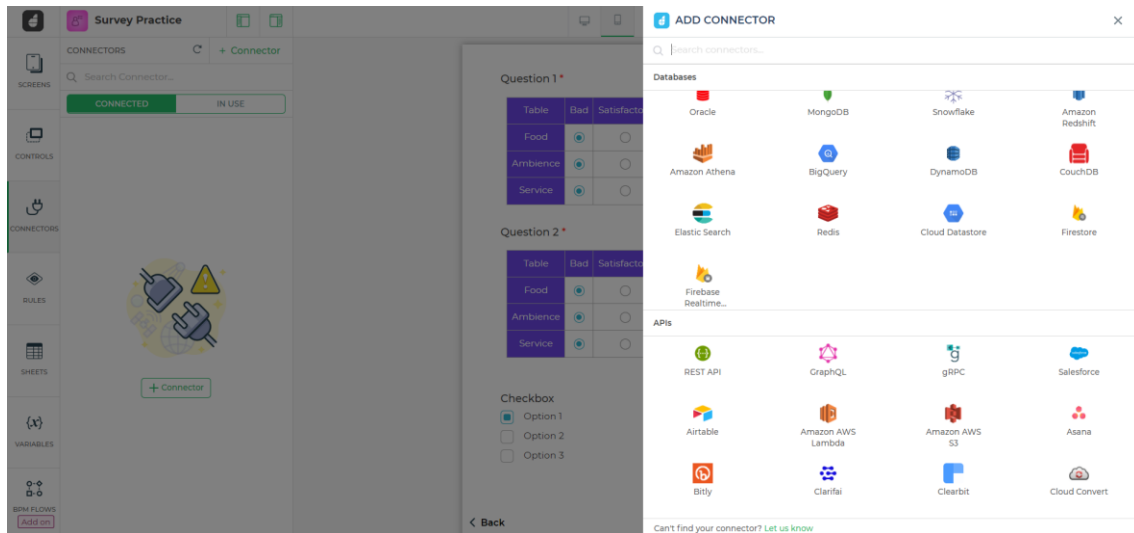 Survey Practice
CONNECTORS
+ Connector
Search Connector...
CONNECTED
IN USE
SCREENS
CONTROLS
CONNECTORS
RULES
SHEETS
{x}
VARIABLES
BPM FLOWS
Add on
+ Connector
Question 1 *
Table Bad Satisfacto
Food
Ambience
Service
Question 2 *
Table Bad Satisfacto
Food
Ambience
Service
Checkbox
Option 1
Option 2
Option 3
< Back
ADD CONNECTOR
Search connectors...
Databases
Oracle
MongoDB
Snowflake
Amazon
Redshift
Amazon Athena
BigQuery
DynamoDB
CouchDB
Elastic Search
Redis
Cloud Datastore
Firestore
Firebase
Realtime...
APIs
REST API
GraphQL
gRPC
Salesforce
Airtable
Amazon AWS
Lambda
Amazon AWS
S3
Asana
Bitly
Clarifai
Clearbit
Cloud Convert
Can't find your connector? Let us know